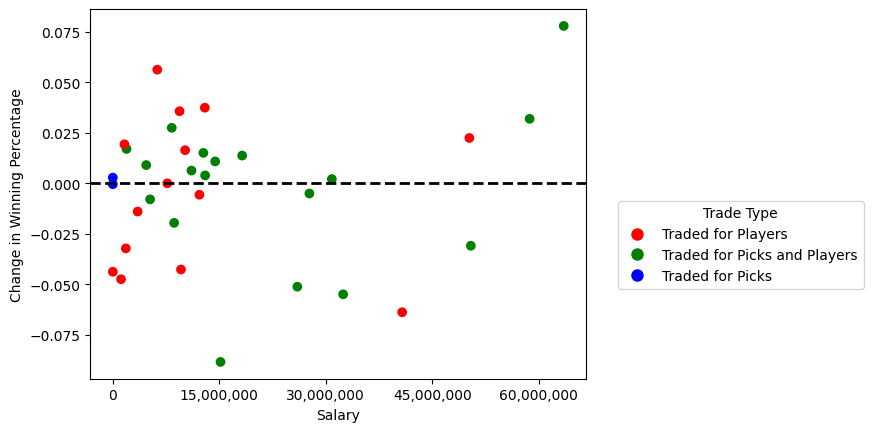 0.075
0.050
0.025
0.000
−0.025
−0.050
−0.075
Change in Winning Percentage
0
15,000,000
30,000,000
45,000,000
60,000,000
Salary
Trade Type
Traded for Players
Traded for Picks and Players
Traded for Picks